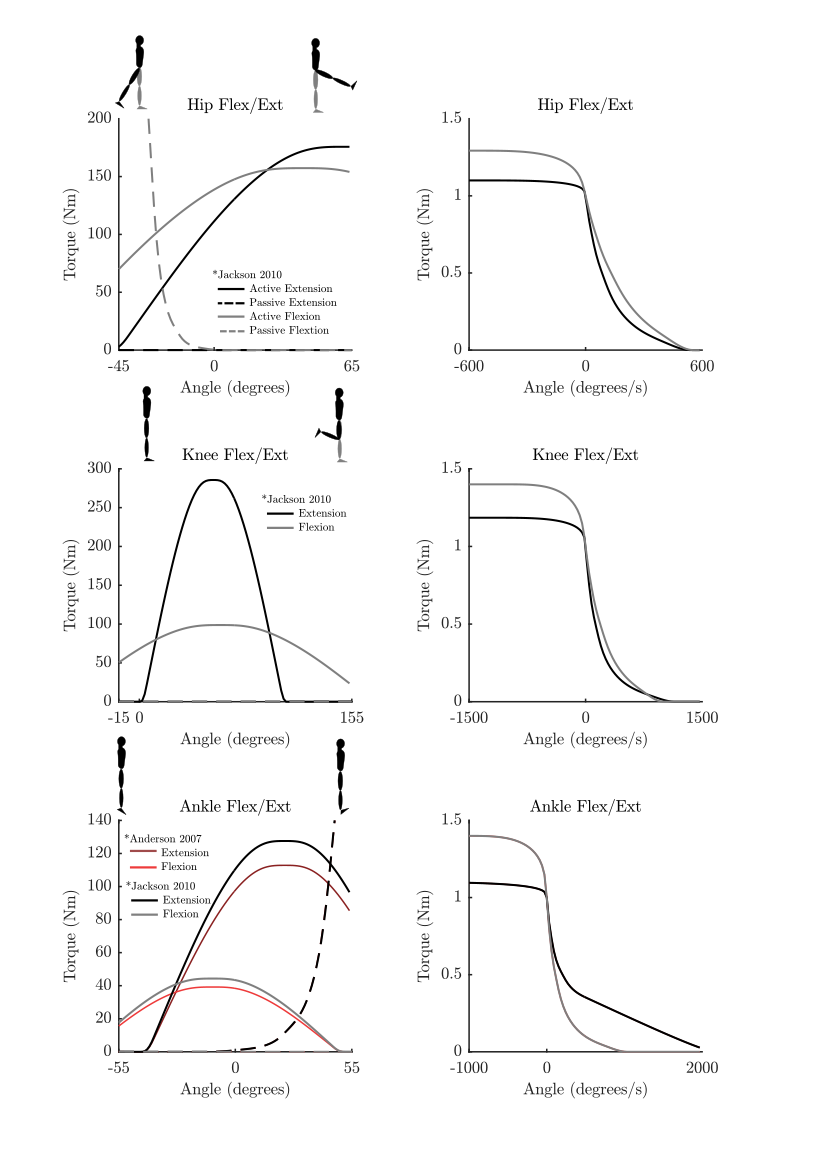 Hip Flex/Ext
200
150
100
50
0
-45
0
65
Torque (Nm)
Angle (degrees)
*Jackson 2010
Active Extension
Passive Extension
Active Flexion
Passive Flextion
Hip Flex/Ext
1.5
1
0.5
0
-600
0
600
Torque (Nm)
Angle (degrees/s)
Knee Flex/Ext
300
250
200
150
100
50
0
-15
0
155
Torque (Nm)
Angle (degrees)
*Jackson 2010
Extension
Flexion
Knee Flex/Ext
1.5
1
0.5
0
-1500
0
1500
Torque (Nm)
Angle (degrees/s)
Ankle Flex/Ext
140
120
100
80
60
40
20
0
-55
0
55
Torque (Nm)
Angle (degrees)
*Anderson 2007
Extension
Flexion
*Jackson 2010
Extension
Flexion
Ankle Flex/Ext
1.5
1
0.5
0
-1000
0
2000
Torque (Nm)
Angle (degrees/s)